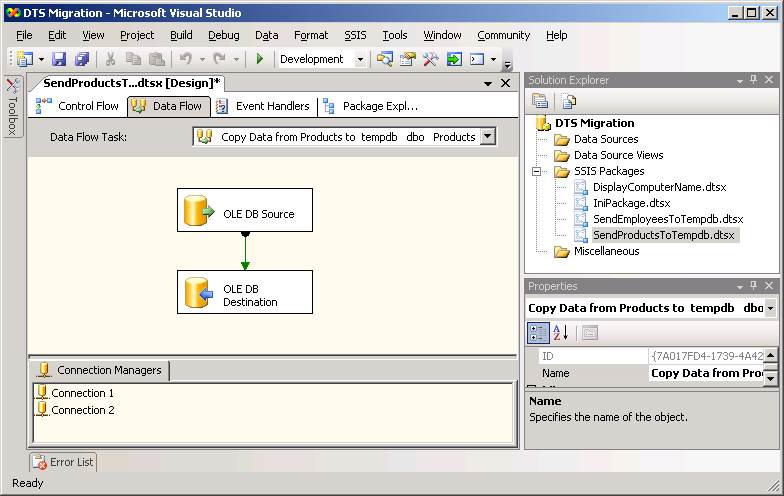 DTS Migration - Microsoft Visual Studio
File Edit View Project Build Debug Data Format SSIS Tools Window Community Help
Development
Toolbox
SendProductsT...dtsx [Design]*
Control Flow Data Flow Event Handlers Package Expl...
Data Flow Task: Copy Data from Products to tempdb dbo Products
OLE DB Source
OLE DB
Destination
Connection Managers
Connection 1
Connection 2
Error List
Solution Explorer
DTS Migration
Data Sources
Data Source Views
SSIS Packages
DisplayComputerName.dtsx
IniPackage.dtsx
SendEmployeesToTempdb.dtsx
SendProductsToTempdb.dtsx
Miscellaneous
Properties
Copy Data from Products to tempdb dbo
ID {7A017FD4-1739-4A42
Name Copy Data from Pro
Name
Specifies the name of the object.
Ready